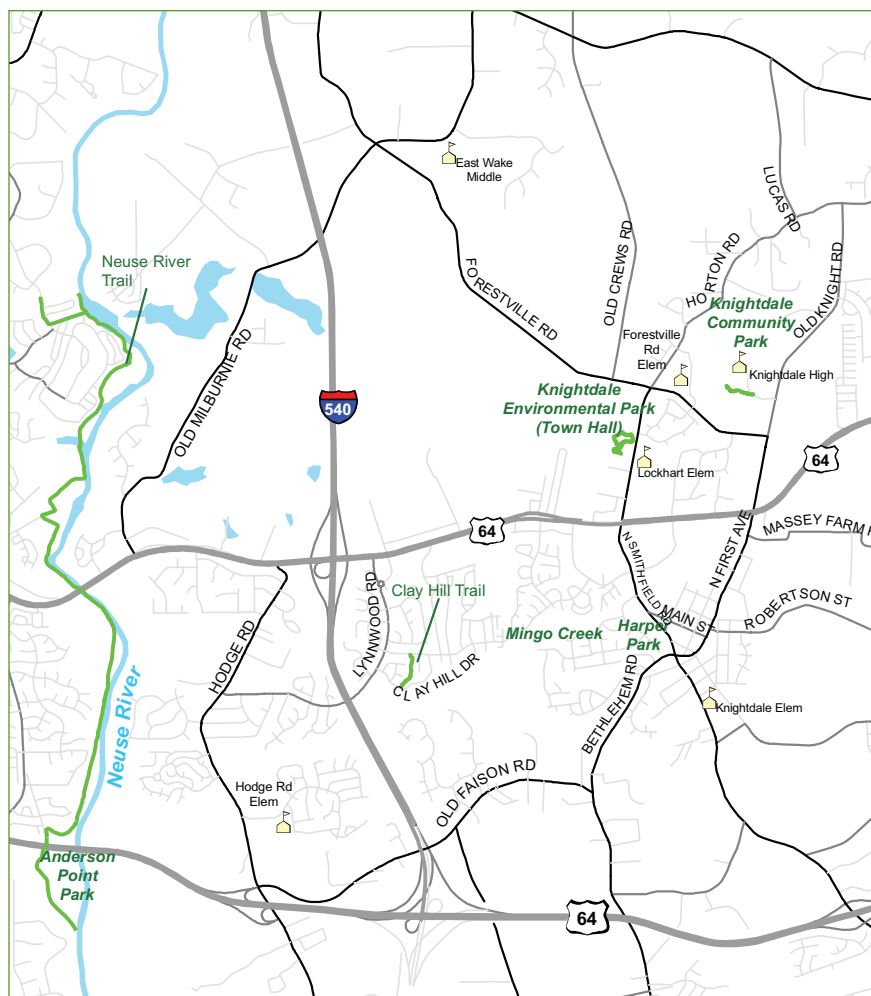 East Wake
Middle
LUCAS RD
Neuse River
Trail
FORESTVILLE RD
OLD CREWS RD
HORTON RD
OLD KNIGHT RD
Knightdale
Community
Park
OLD MILBURNIE RD
Forestville
Rd
Elem
Knightdale High
540
Knightdale
Environmental Park
(Town Hall)
Lockhart Elem
64
64
MASSEY FARM R
N SMITHFIELD RD
N FIRST AVE
LYNNWOOD RD
Clay Hill Trail
MAIN ST
ROBERTSON ST
Mingo Creek
Harper
Park
HODGE RD
CLAY HILL DR
BETHLEHEM RD
Knightdale Elem
Neuse River
OLD FAISON RD
Hodge Rd
Elem
Anderson
Point
Park
64